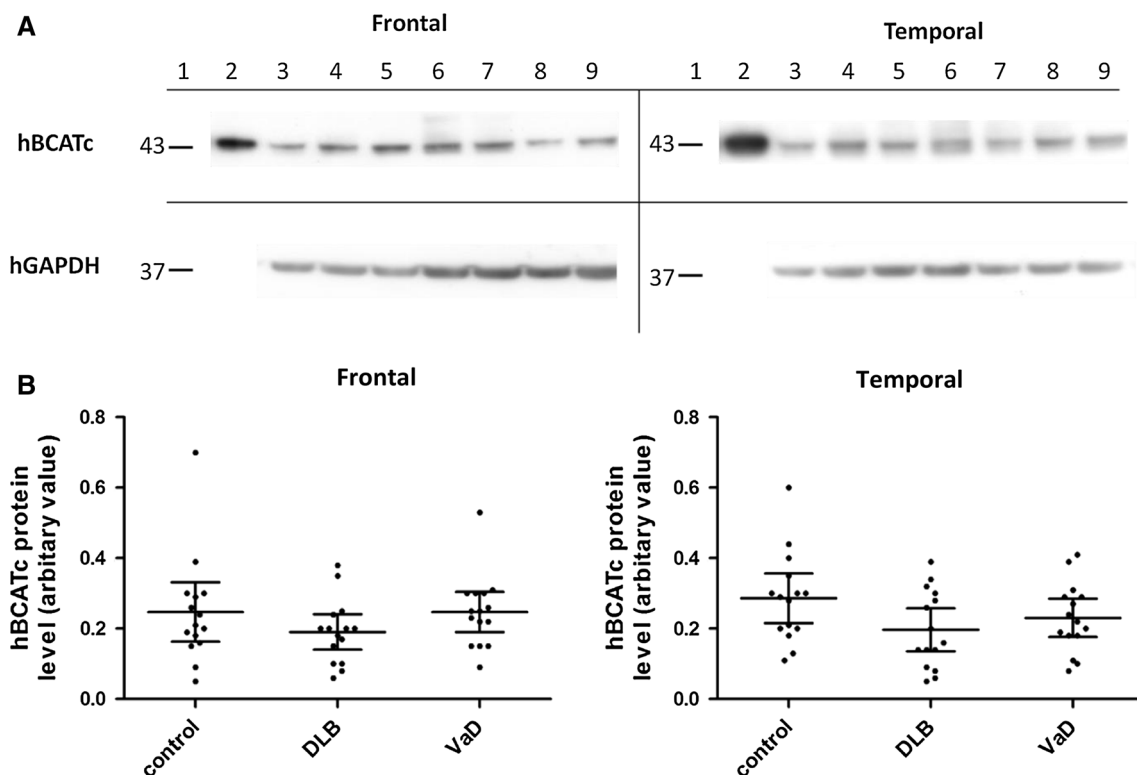 A
Frontal
Temporal
1 2 3 4 5 6 7 8 9
1 2 3 4 5 6 7 8 9
hBCATc
43
43
hGAPDH
37
37
B
Frontal
Temporal
hBCATc protein
level (arbitary value)
0.8
0.6
0.4
0.2
0.0
control
DLB
VaD
hBCATc protein
level (arbitary value)
0.8
0.6
0.4
0.2
0.0
control
DLB
VaD